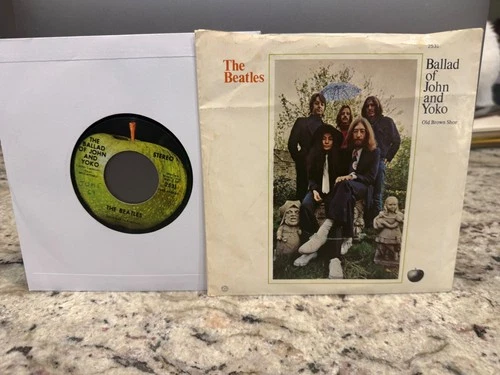 THE
BALLAD
OF JOHN
AND
YOKO
STEREO
THE BEATLES
The
Beatles
2531
Ballad
of
John
and
Yoko
Old Brown Shoe